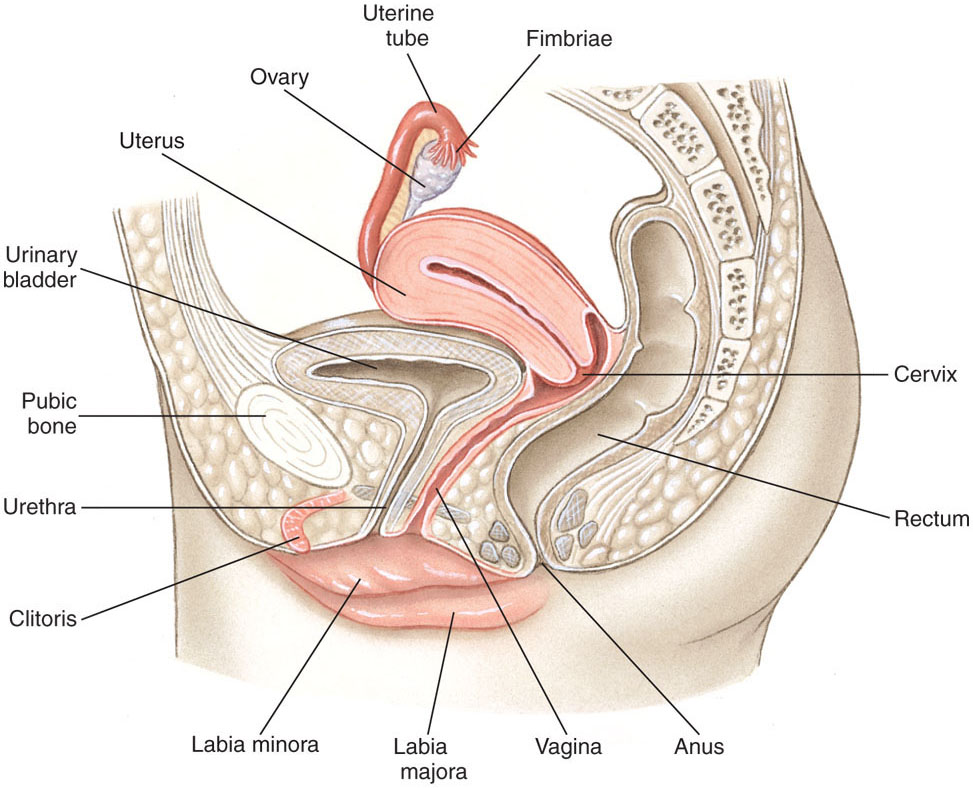 Uterine
tube
Fimbriae
Ovary
Uterus
Urinary
bladder
Cervix
Pubic
bone
Urethra
Rectum
Clitoris
Labia minora
Labia
majora
Vagina
Anus